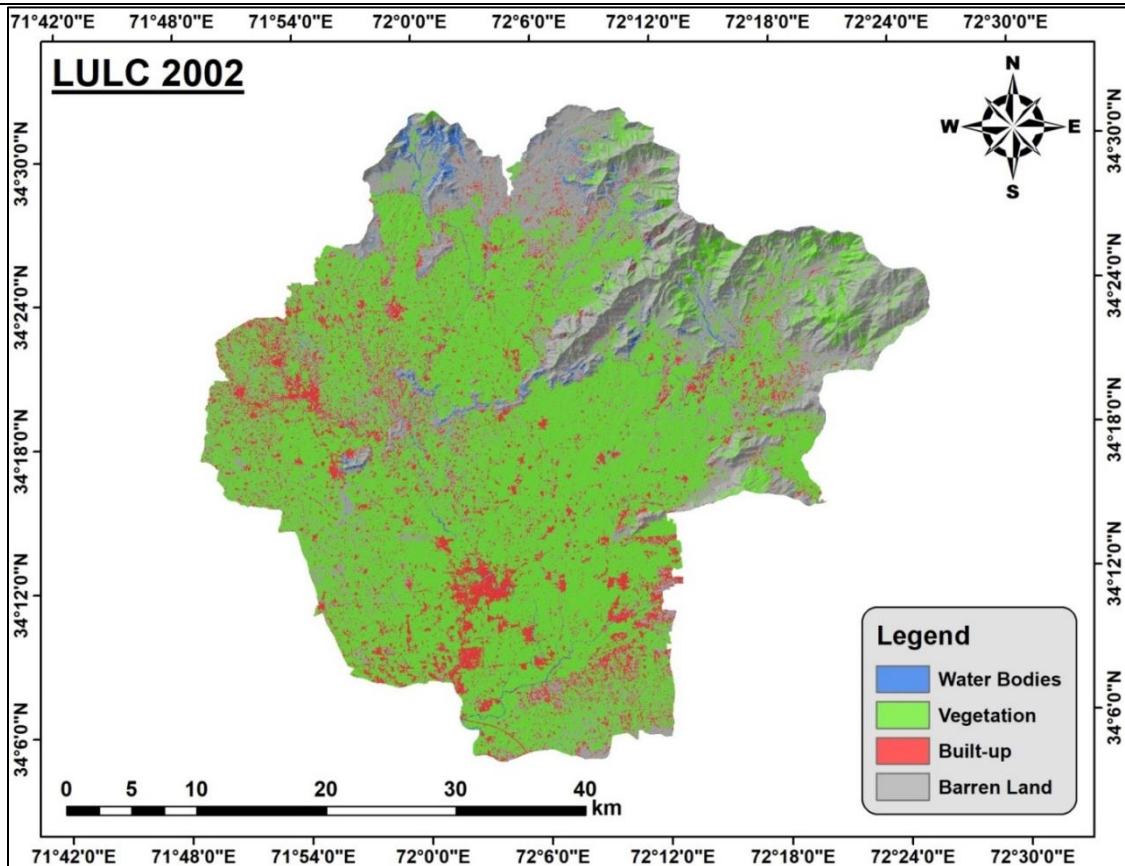 71°42'0"E 71°48'0"E 71°54'0"E 72°0'0"E 72°6'0"E 72°12'0"E 72°18'0"E 72°24'0"E 72°30'0"E
LULC 2002
N
W E
S
34°30'0"N 34°30'0"N
34°24'0"N 34°24'0"N
34°18'0"N 34°18'0"N
34°12'0"N 34°12'0"N
34°6'0"N 34°6'0"N
Legend
Water Bodies
Vegetation
Built-up
Barren Land
0 5 10 20 30 40
km
71°42'0"E 71°48'0"E 71°54'0"E 72°0'0"E 72°6'0"E 72°12'0"E 72°18'0"E 72°24'0"E 72°30'0"E